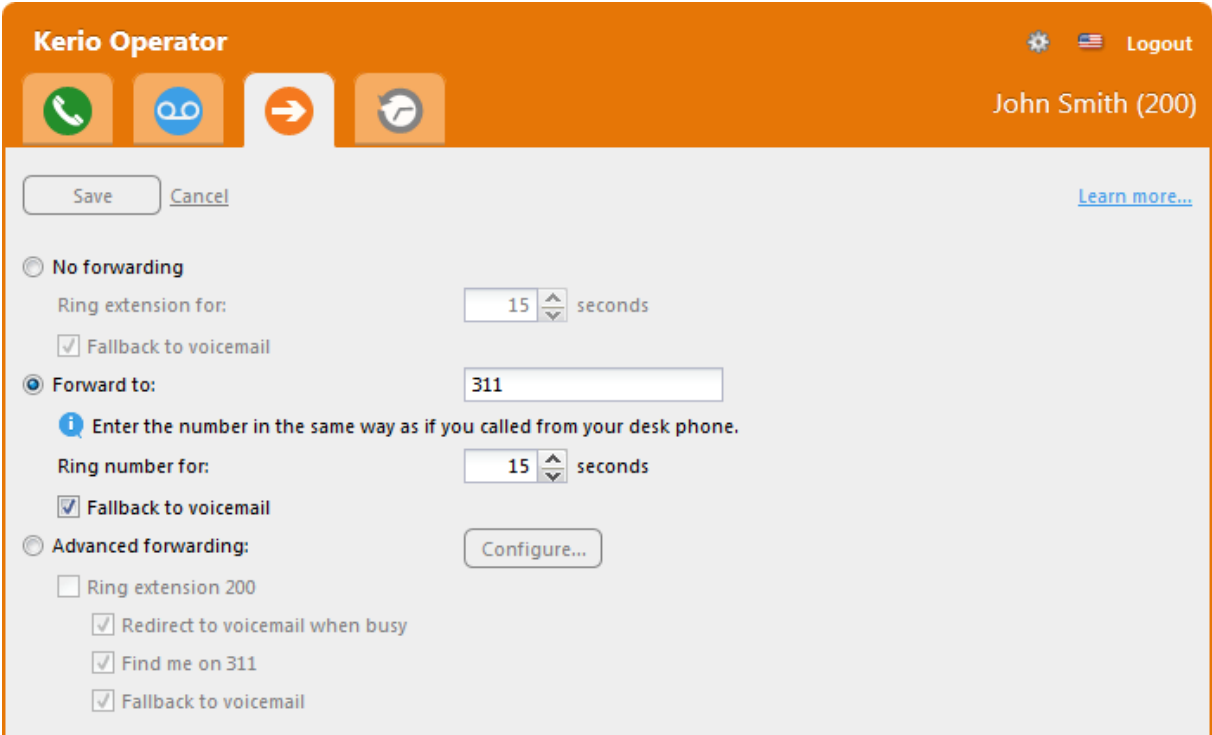 Kerio Operator
Logout
John Smith (200)
Save Cancel Learn more...
No forwarding
Ring extension for: 15 seconds
Fallback to voicemail
Forward to: 311
Enter the number in the same way as if you called from your desk phone.
Ring number for: 15 seconds
Fallback to voicemail
Advanced forwarding: Configure...
Ring extension 200
Redirect to voicemail when busy
Find me on 311
Fallback to voicemail